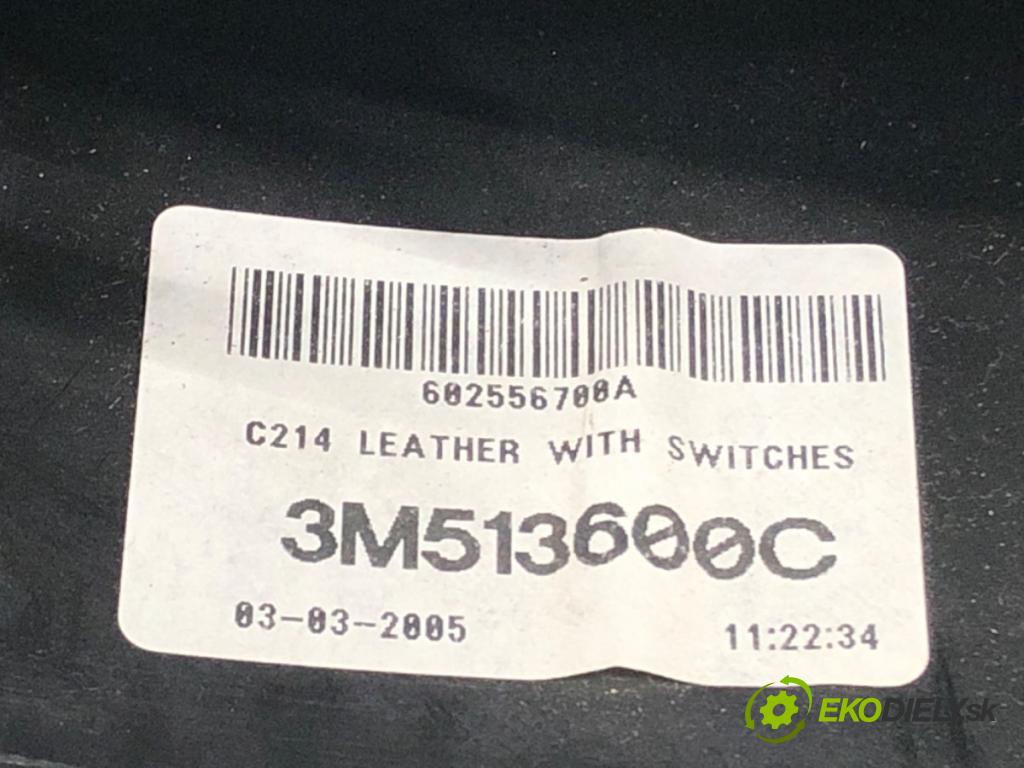 602556700A
C214 LEATHER WITH SWITCHES
3M513600C
03-03-2005 11:22:34
EKODIELY.sk